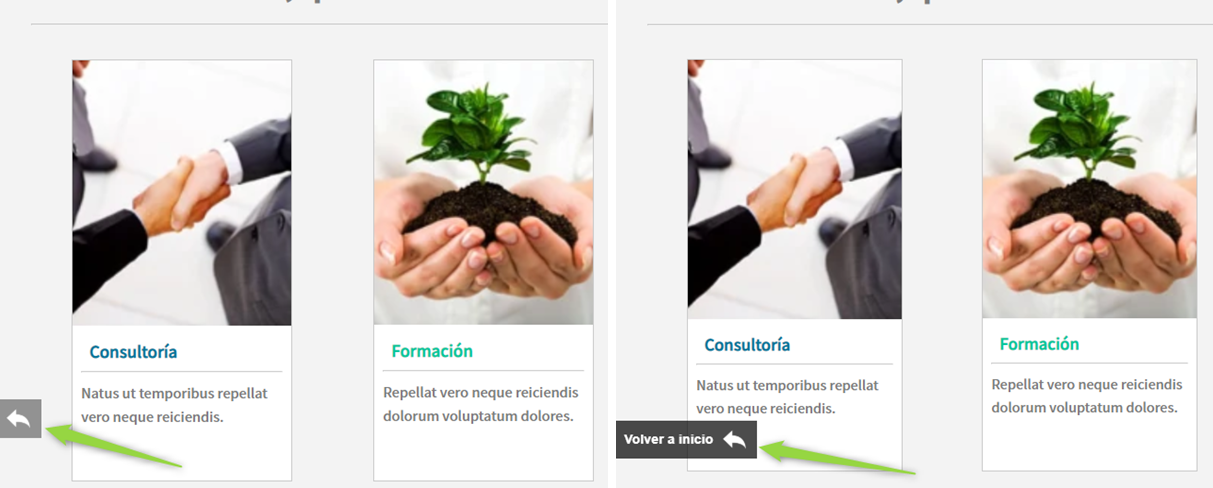 Consultoría
Natus ut temporibus repellat
vero neque reiciendis.
Formación
Repellat vero neque reiciendis
dolorum voluptatum dolores.
Consultoría
Natus ut temporibus repellat
vero neque reiciendis.
Formación
Repellat vero neque reiciendis
dolorum voluptatum dolores.
Volver a inicio